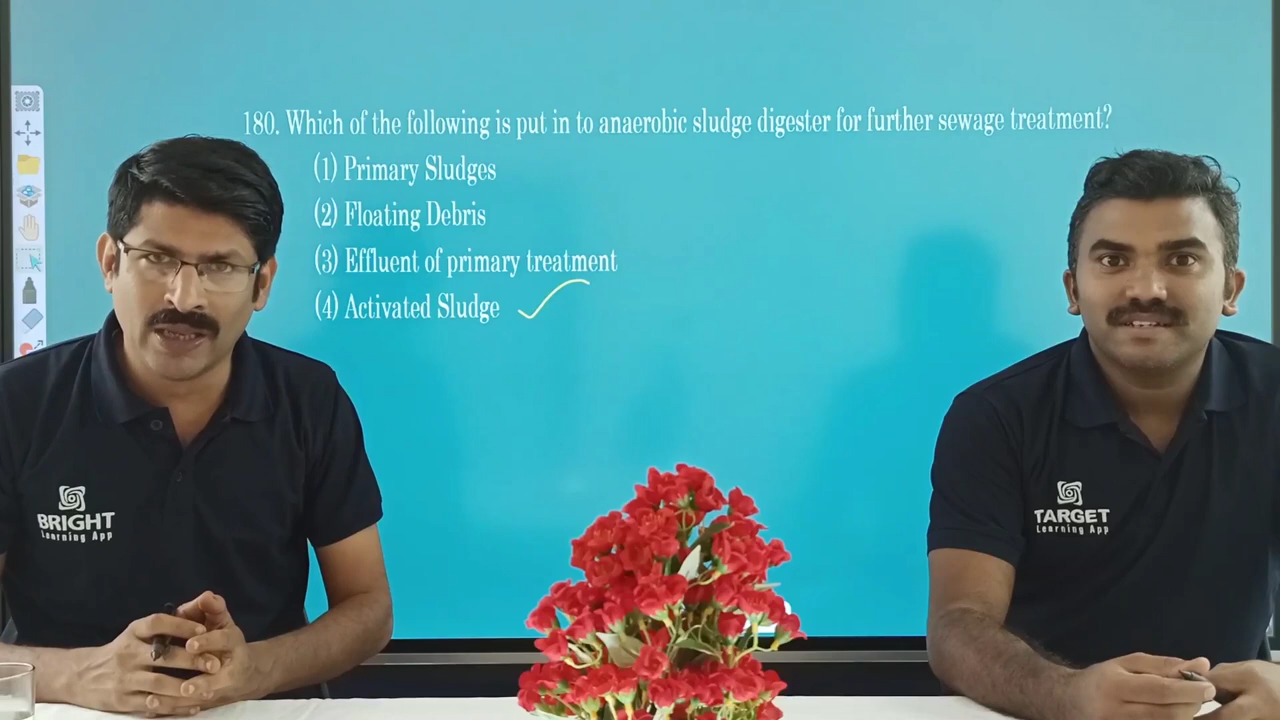 180. Which of the following is put in to anaerobic sludge digester for further sewage treatment?
(1) Primary Sludges
(2) Floating Debris
(3) Effluent of primary treatment
(4) Activated Sludge
BRIGHT
Learning App
TARGET
Learning App